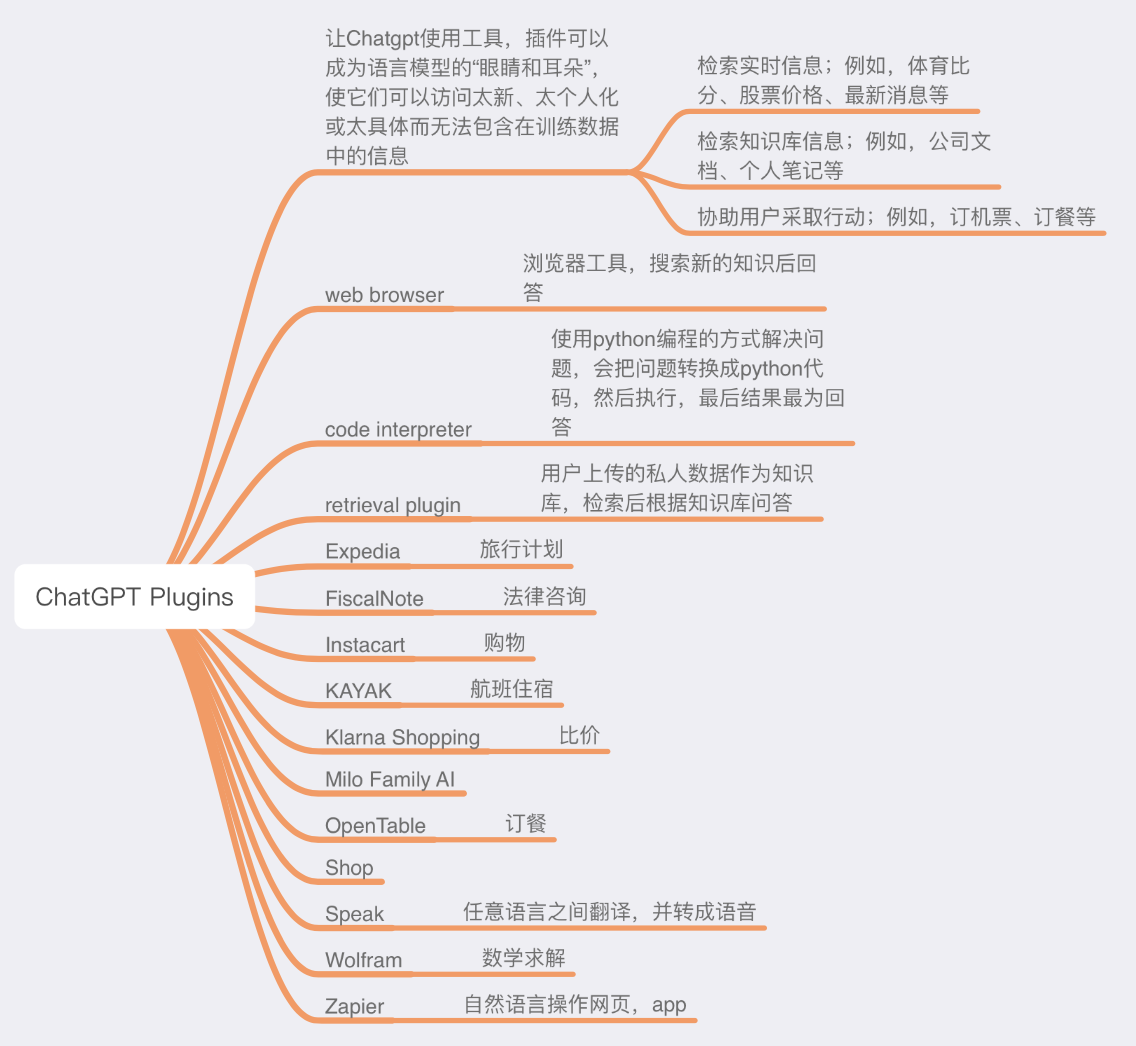 ChatGPT Plugins
让Chatgpt使用工具，插件可以
成为语言模型的“眼睛和耳朵”，
使它们可以访问太新、太个人化
或太具体而无法包含在训练数据
中的信息
检索实时信息；例如，体育比
分、股票价格、最新消息等
检索知识库信息；例如，公司文
档、个人笔记等
协助用户采取行动；例如，订机票、订餐等
web browser
浏览器工具，搜索新的知识后回
答
code interpreter
使用python编程的方式解决问
题，会把问题转换成python代
码，然后执行，最后结果最为回
答
retrieval plugin
用户上传的私人数据作为知识
库，检索后根据知识库问答
Expedia
旅行计划
FiscalNote
法律咨询
Instacart
购物
KAYAK
航班住宿
Klarna Shopping
比价
Milo Family AI
OpenTable
订餐
Shop
Speak
任意语言之间翻译，并转成语音
Wolfram
数学求解
Zapier
自然语言操作网页，app